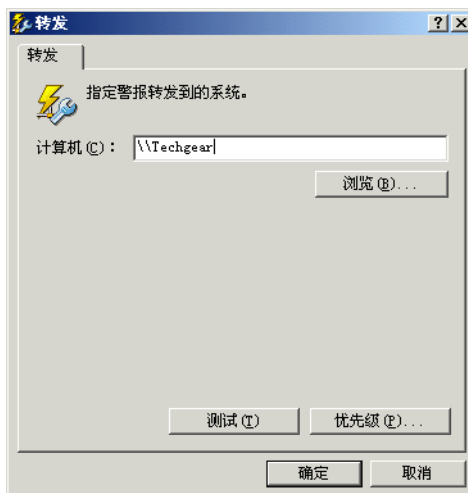 转发
转发
指定警报转发到的系统。
计算机(C): \\Techgear
浏览(B)...
测试(T) 优先级(P)...
确定 取消